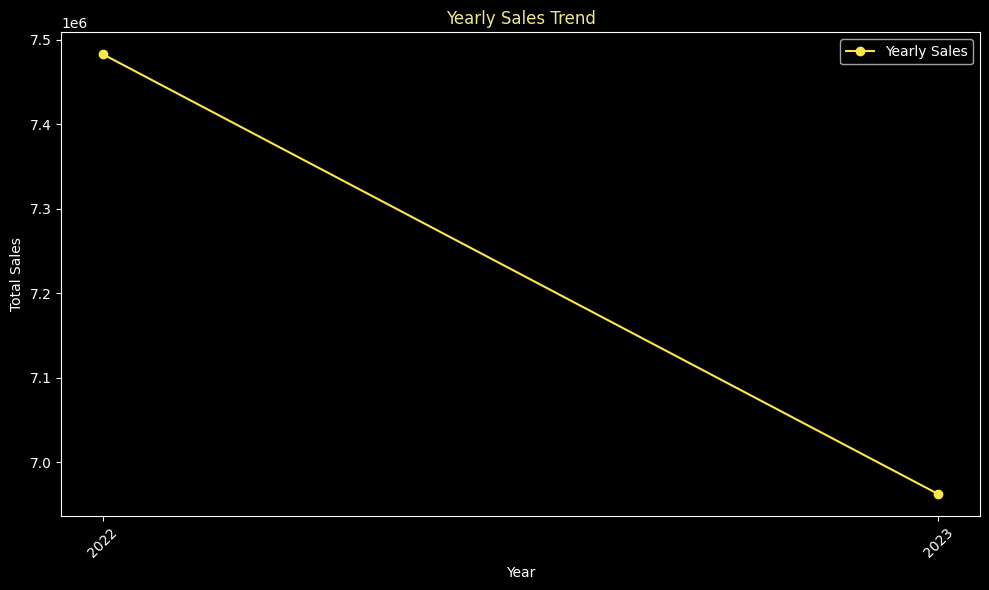 Yearly Sales Trend
1e6
Yearly Sales
7.5
7.4
7.3
7.2
7.1
7.0
Total Sales
2022
2023
Year